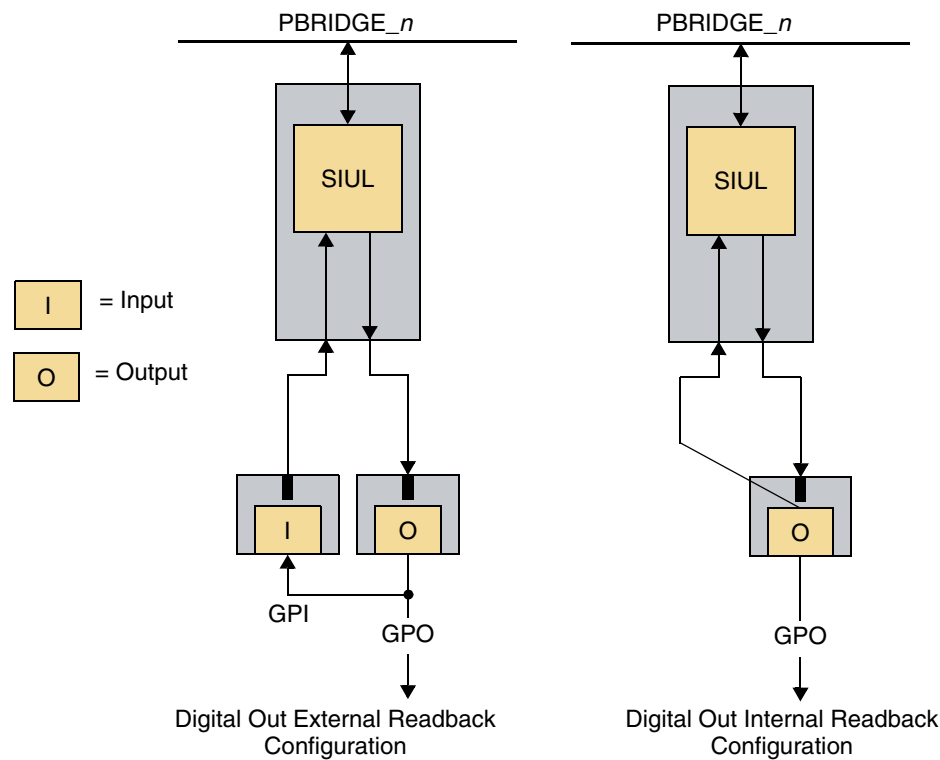 PBRIDGE_n
PBRIDGE_n
SIUL
SIUL
I = Input
O = Output
I
O
O
GPI
GPO
GPO
Digital Out External Readback
Configuration
Digital Out Internal Readback
Configuration